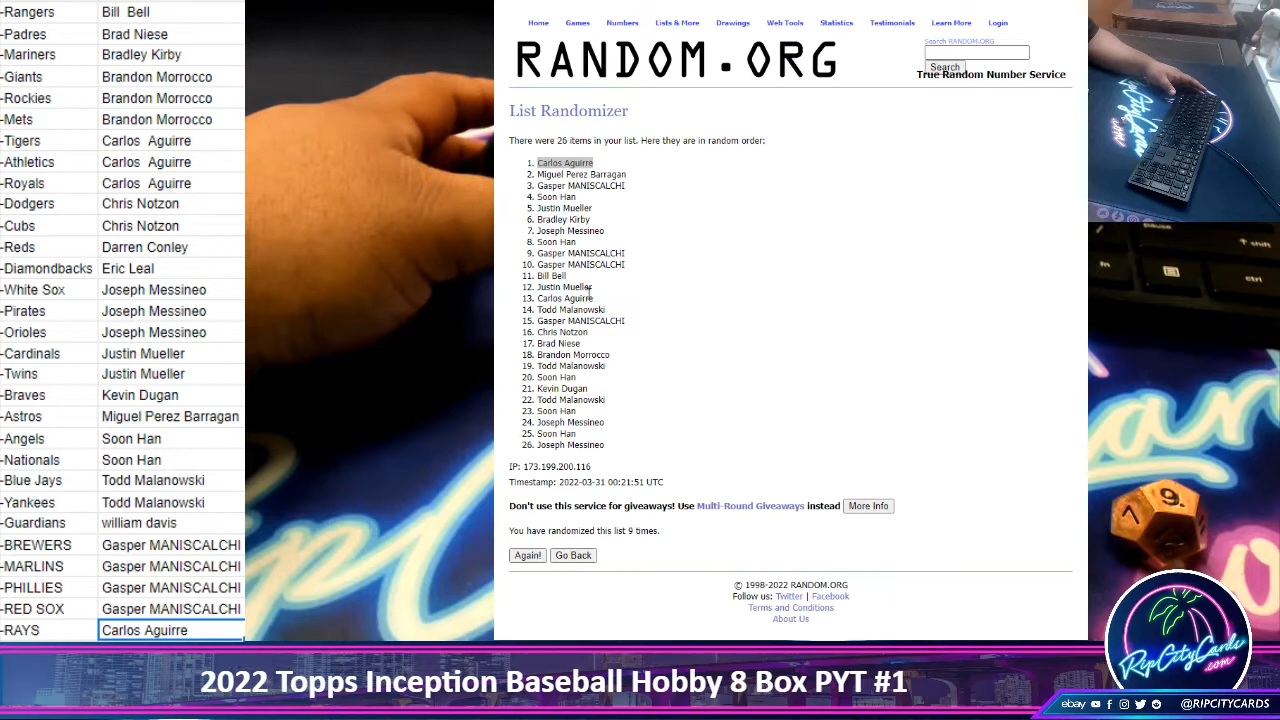 -Rangers Bill Bell
-Padres Brad Niese
-Mariners Bradley Kirby
-Giants Brandon Morrocco
-Rockies Brandon Morrocco
-Mets Brandon Morrocco
-Tigers Carlos Aguirre
-Athletics Carlos Aguirre
-Royals Carlos Aguirre
-Dodgers Chris Notzon
-Cubs Chris Notzon
-Reds Darren Conley
-Diamondbacks Eric Leal
-White Sox Joseph Messineo
-Pirates Joseph Messineo
-Orioles Joseph Messineo
-Cardinals Justin Mueller
-Twins Justin Mueller
-Braves Kevin Dugan
-Astros Miguel Perez Barragan
-Angels Soon Han
-Nationals Soon Han
-Blue Jays Todd Malanowski
-Yankees Todd Malanowski
-Guardians william davis
-BREWERS Gasper MANISCALCHI
-MARLINS Gasper MANISCALCHI
-PHILLIES Gasper MANISCALCHI
-RED SOX Gasper MANISCALCHI
-RAYS Carlos Aguirre
Home Games Numbers Lists & More Drawings Web Tools Statistics Testimonials Learn More Login
RANDOM.ORG
Search RANDOM.ORG
Search
True Random Number Service
List Randomizer
There were 26 items in your list. Here they are in random order:
1. Carlos Aguirre
2. Miguel Perez Barragan
3. Gasper MANISCALCHI
4. Soon Han
5. Justin Mueller
6. Bradley Kirby
7. Joseph Messineo
8. Soon Han
9. Gasper MANISCALCHI
10. Gasper MANISCALCHI
11. Bill Bell
12. Justin Mueller
13. Carlos Aguirre
14. Todd Malanowski
15. Gasper MANISCALCHI
16. Chris Notzon
17. Brad Niese
18. Brandon Morrocco
19. Todd Malanowski
20. Soon Han
21. Kevin Dugan
22. Todd Malanowski
23. Soon Han
24. Joseph Messineo
25. Soon Han
26. Joseph Messineo
IP: 173.199.200.116
Timestamp: 2022-03-31 00:21:51 UTC
Don't use this service for giveaways! Use Multi-Round Giveaways instead More Info
You have randomized this list 9 times.
Again! Go Back
© 1998-2022 RANDOM.ORG
Follow us: Twitter | Facebook
Terms and Conditions
About Us
shift
fn
ctrl
9
7
RipCityCards
.com
2022 Topps Inception Baseball Hobby 8 Box PYT #1
ebay @RIPCITYCARDS